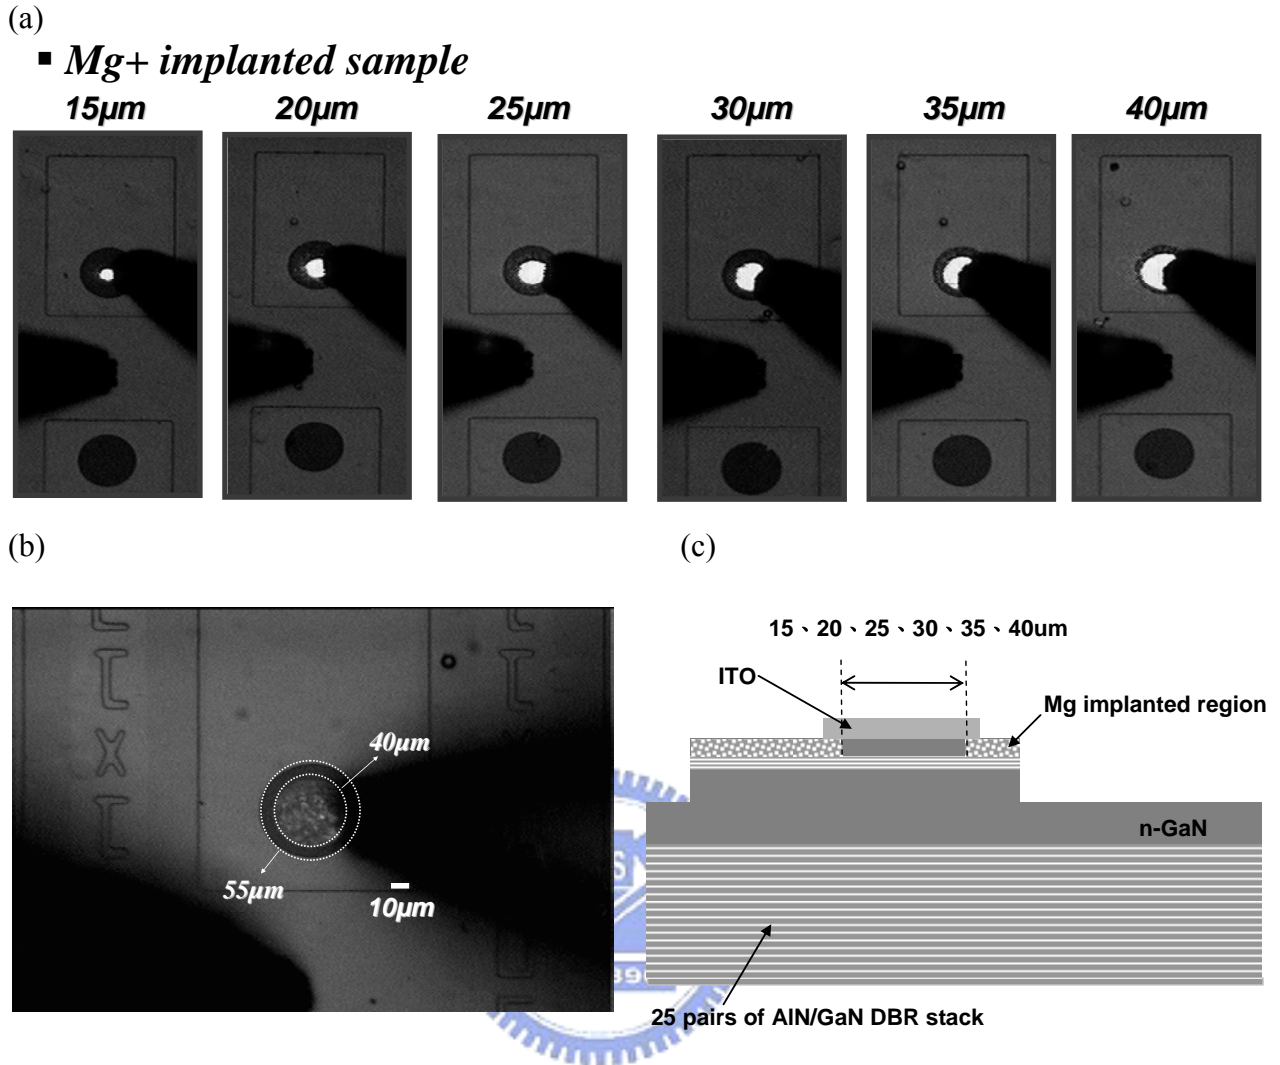 (a)
▪ Mg+ implanted sample
15μm 20μm 25μm 30μm 35μm 40μm
(b)
(c)
40μm
55μm
10μm
15、20、25、30、35、40um
ITO
Mg implanted region
n-GaN
25 pairs of AlN/GaN DBR stack